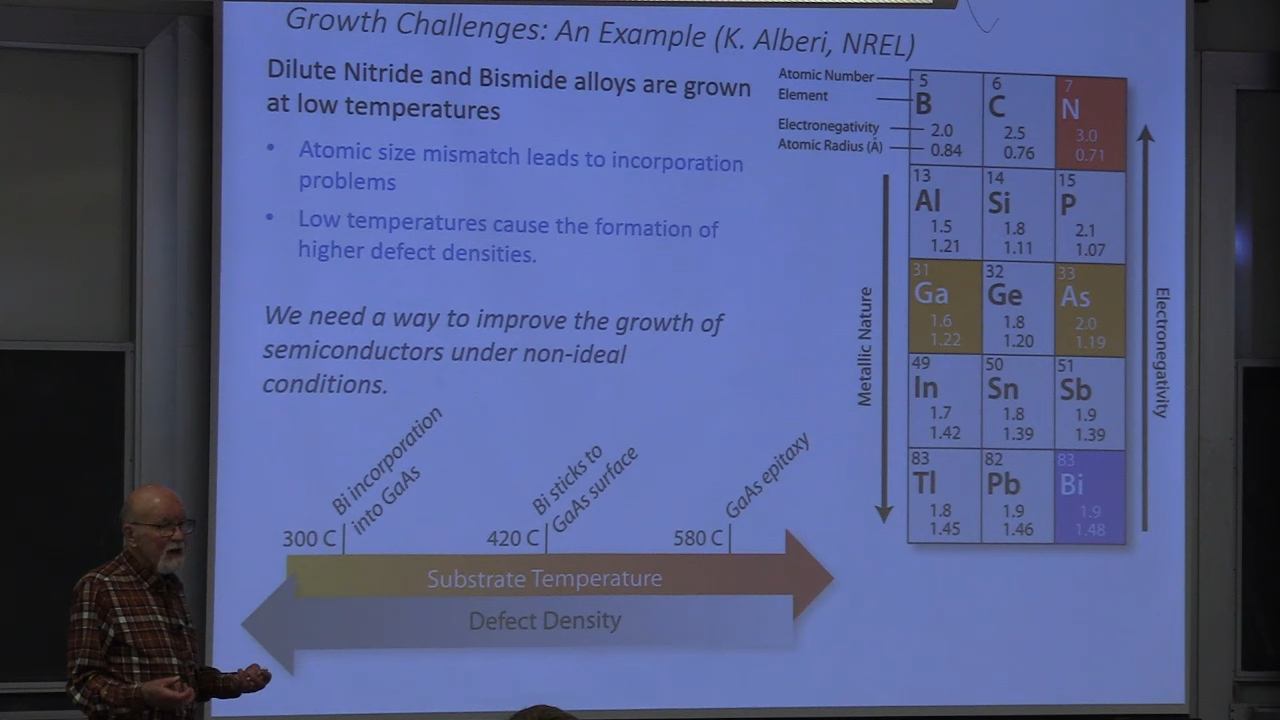 Growth Challenges: An Example (K. Alberi, NREL)
Dilute Nitride and Bismide alloys are grown
at low temperatures
• Atomic size mismatch leads to incorporation
problems
• Low temperatures cause the formation of
higher defect densities.
We need a way to improve the growth of
semiconductors under non-ideal
conditions.
Bi incorporation
into GaAs
Bi sticks to
GaAs surface
GaAs epitaxy
300 C
420 C
580 C
Substrate Temperature
Defect Density
Atomic Number
Element
Electronegativity
Atomic Radius (Å)
5 6 7
B C N
2.0 2.5 3.0
0.84 0.76 0.71
13 14 15
Al Si P
1.5 1.8 2.1
1.21 1.11 1.07
31 32 33
Ga Ge As
1.6 1.8 2.0
1.22 1.20 1.19
49 50 51
In Sn Sb
1.7 1.8 1.9
1.42 1.39 1.39
83 82 83
Tl Pb Bi
1.8 1.9 1.9
1.45 1.46 1.48
Metallic Nature
Electronegativity